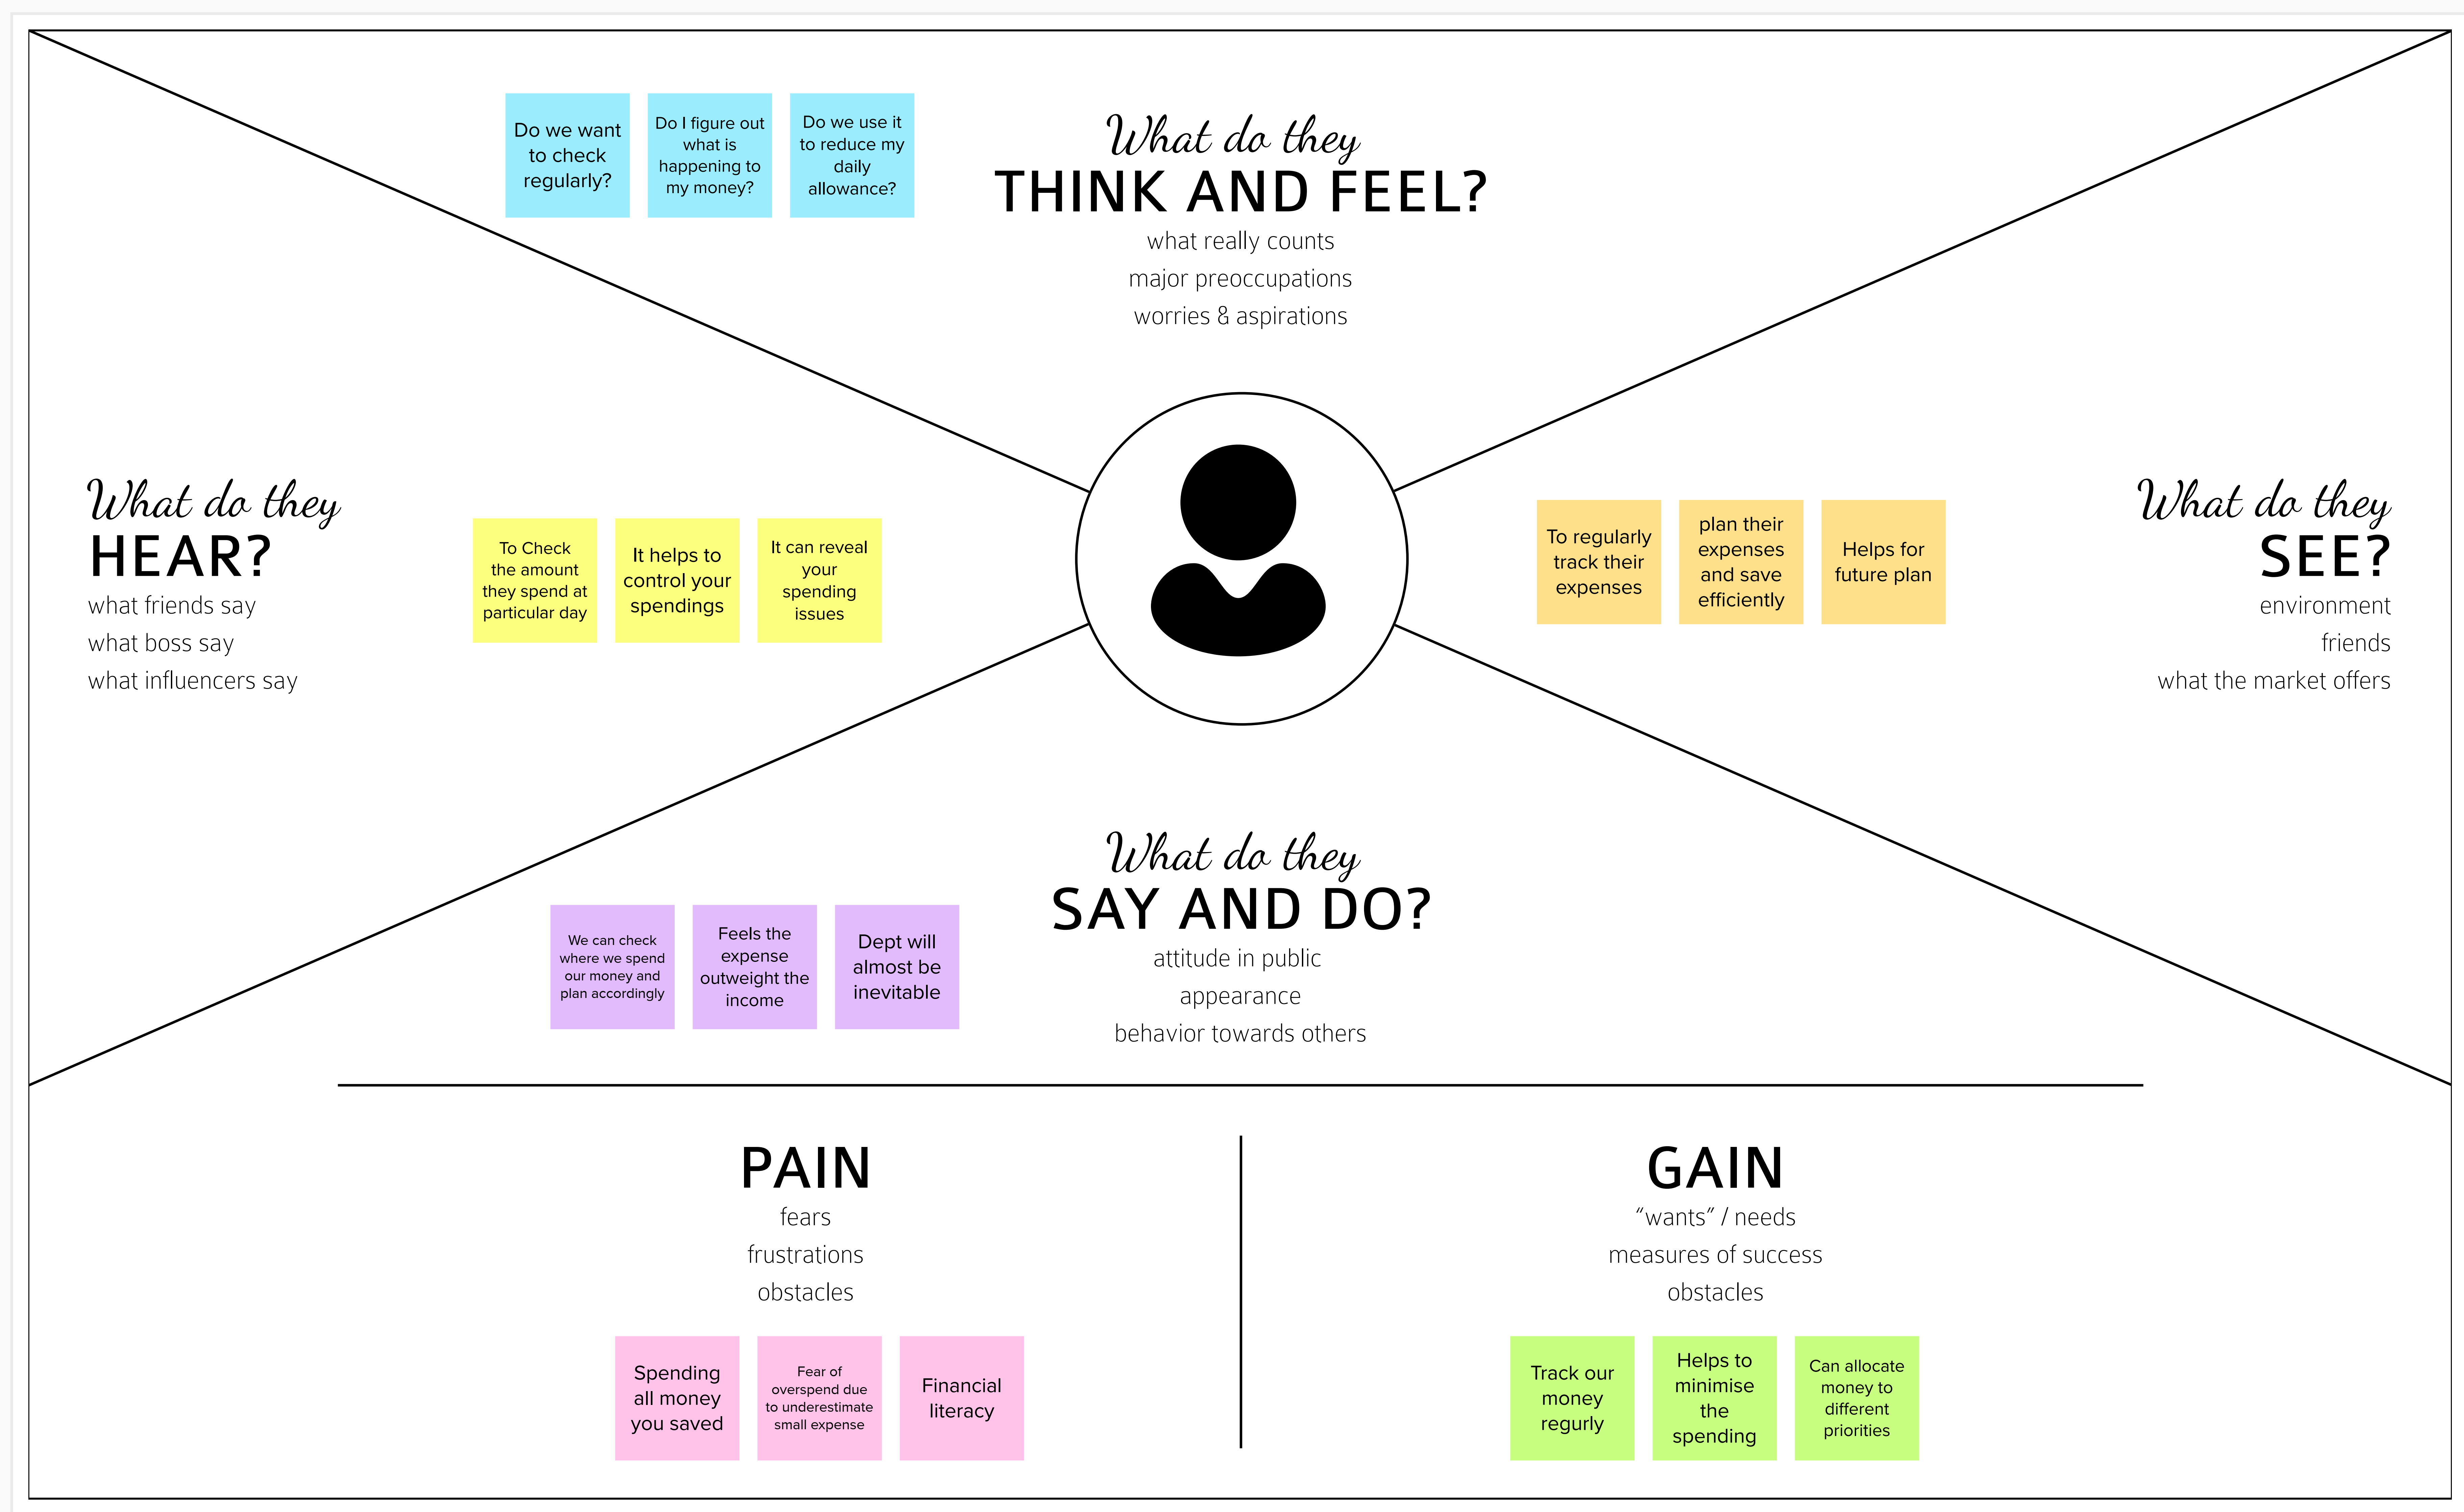 Do we want
to check
regularly?
Do I figure out
what is
happening to
my money?
Do we use it
to reduce my
daily
allowance?
What do they
THINK AND FEEL?
what really counts
major preoccupations
worries & aspirations
What do they
HEAR?
what friends say
what boss say
what influencers say
To Check
the amount
they spend at
particular day
It helps to
control your
spendings
It can reveal
your
spending
issues
To regularly
track their
expenses
plan their
expenses
and save
efficiently
Helps for
future plan
What do they
SEE?
environment
friends
what the market offers
What do they
SAY AND DO?
attitude in public
appearance
behavior towards others
We can check
where we spend
our money and
plan accordingly
Feels the
expense
outweight the
income
Dept will
almost be
inevitable
PAIN
fears
frustrations
obstacles
Spending
all money
you saved
Fear of
overspend due
to underestimate
small expense
Financial
literacy
GAIN
“wants” / needs
measures of success
obstacles
Track our
money
regurly
Helps to
minimise
the
spending
Can allocate
money to
different
priorities